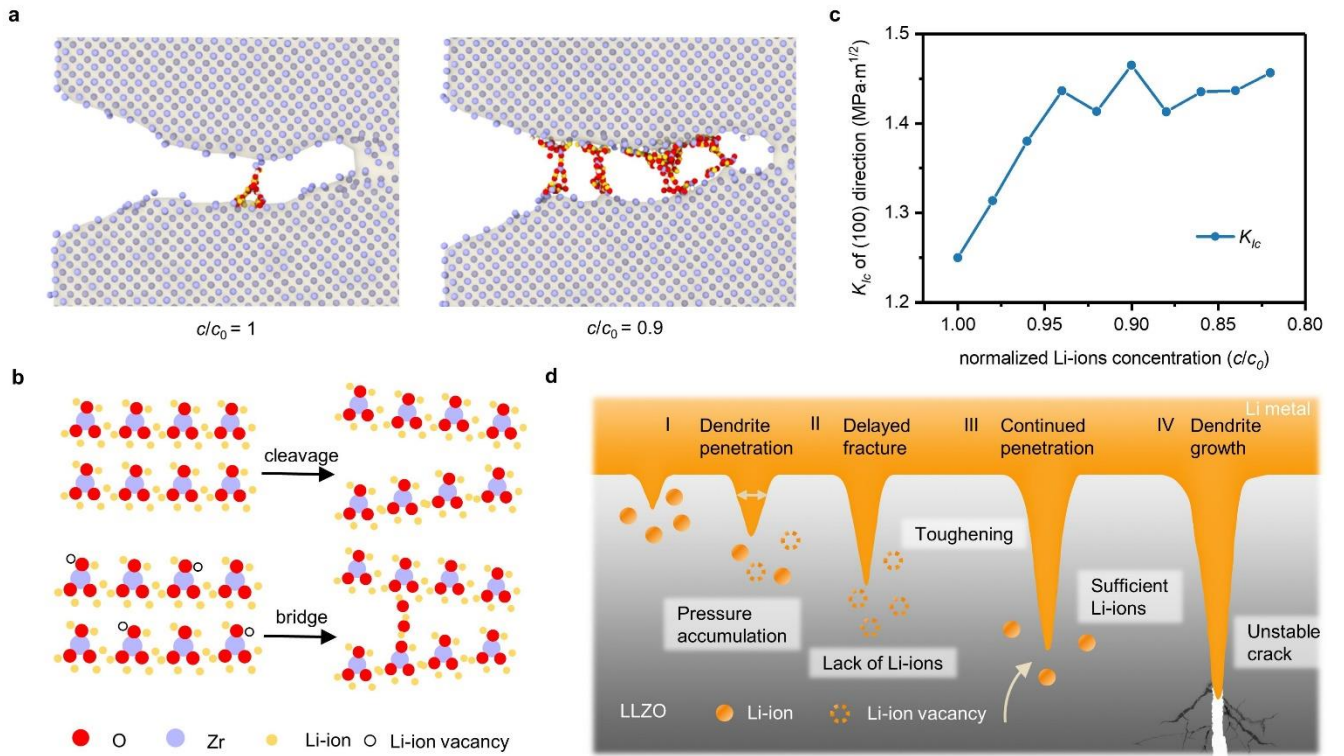 a
c/c₀ = 1
c/c₀ = 0.9
b
cleavage
bridge
O
Zr
Li-ion
Li-ion vacancy
c
K_Ic of (100) direction (MPa·m^1/2)
1.5
1.4
1.3
1.2
K_Ic
1.00
0.95
0.90
0.85
0.80
normalized Li-ions concentration (c/c₀)
d
Li metal
I Dendrite
penetration
II Delayed
fracture
III Continued
penetration
IV Dendrite
growth
Toughening
Pressure
accumulation
Sufficient
Li-ions
Lack of Li-ions
Unstable
crack
LLZO
Li-ion
Li-ion vacancy